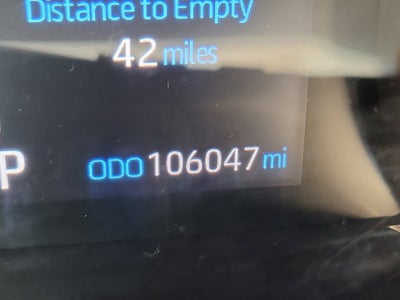 Distance to Empty
42 miles
P
ODO 106047 mi